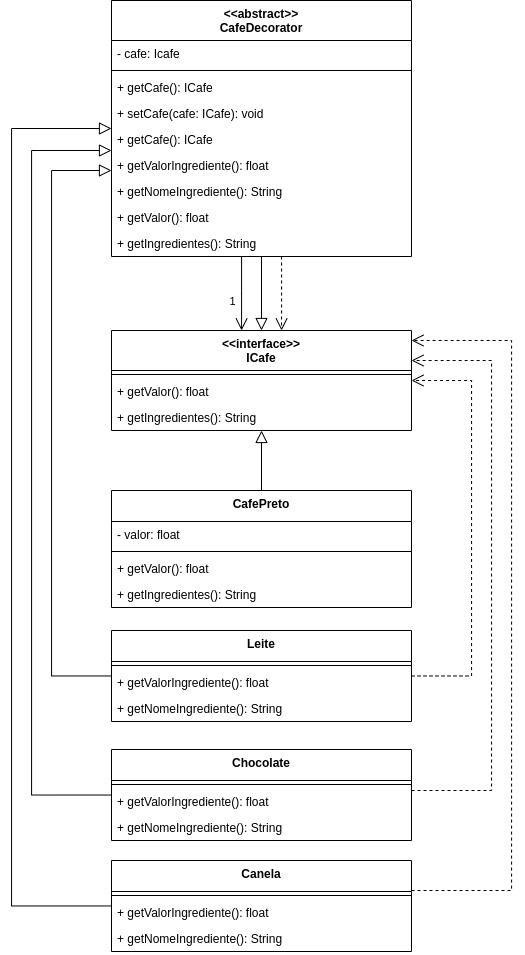 <<abstract>>
CafeDecorator
- cafe: Icafe
+ getCafe(): ICafe
+ setCafe(cafe: ICafe): void
+ getCafe(): ICafe
+ getValorIngrediente(): float
+ getNomeIngrediente(): String
+ getValor(): float
+ getIngredientes(): String
1
<<interface>>
ICafe
+ getValor(): float
+ getIngredientes(): String
CafePreto
- valor: float
+ getValor(): float
+ getIngredientes(): String
Leite
+ getValorIngrediente(): float
+ getNomeIngrediente(): String
Chocolate
+ getValorIngrediente(): float
+ getNomeIngrediente(): String
Canela
+ getValorIngrediente(): float
+ getNomeIngrediente(): String